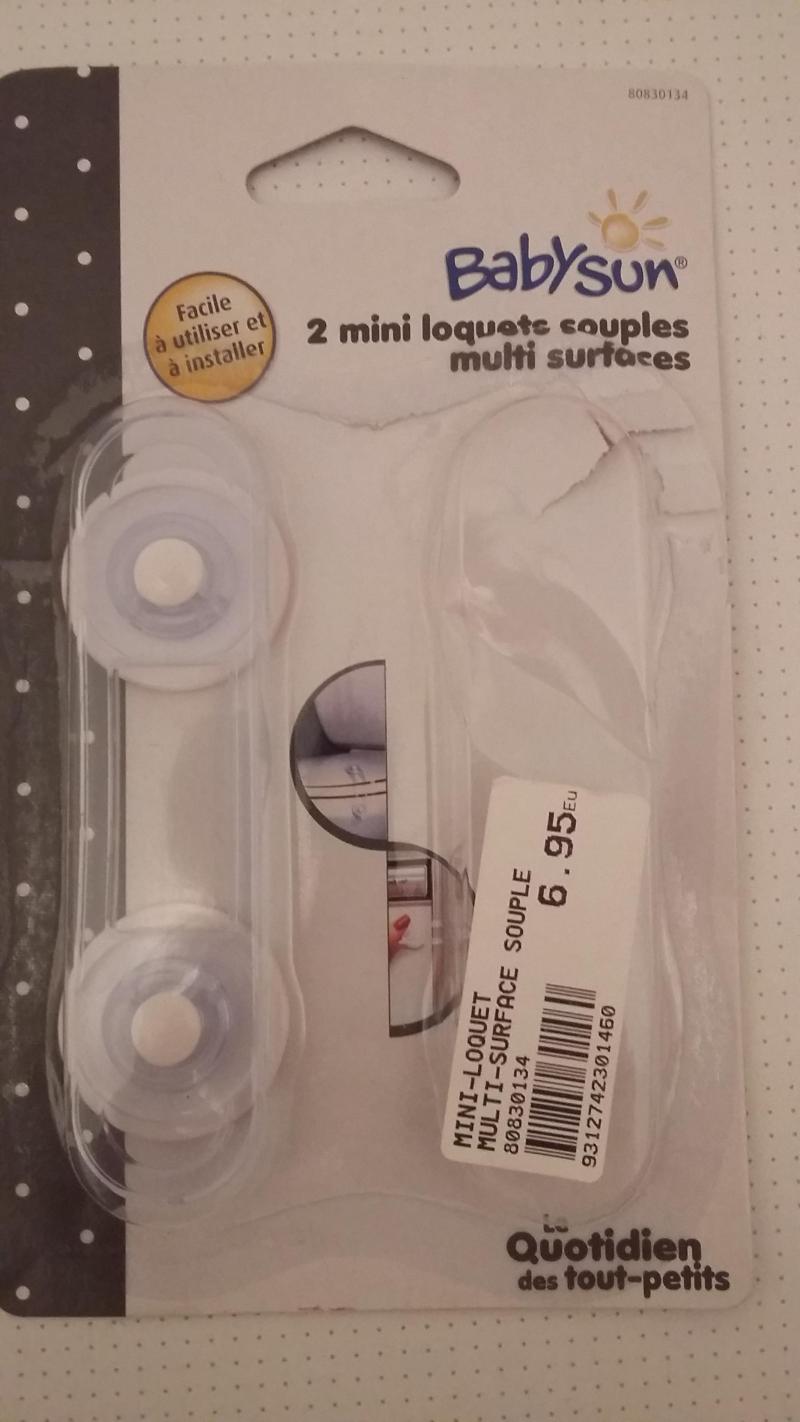 80830134
Babysun®
Facile
à utiliser et
à installer
2 mini loquets souples
multi surfaces
MINI-LOQUET
MULTI-SURFACE SOUPLE
80830134
6.95Eu
9312742301460
Le
Quotidien
des tout-petits